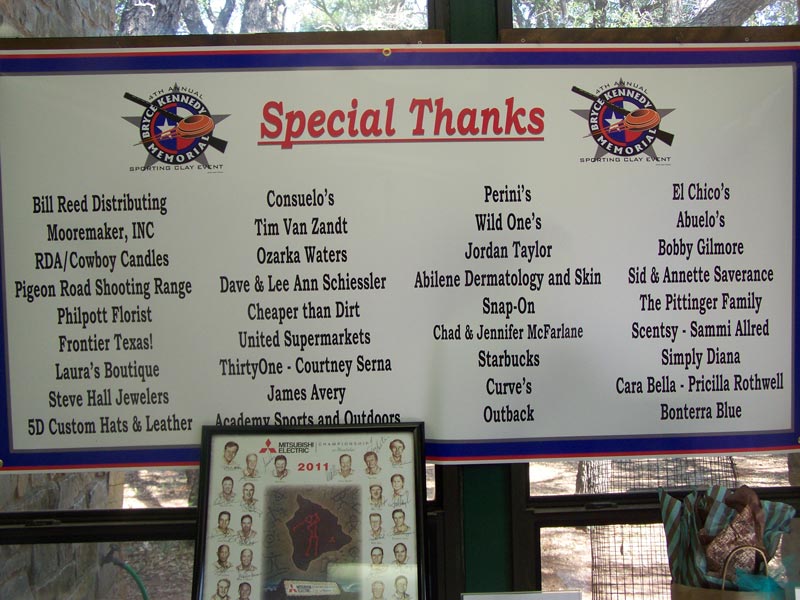 4TH ANNUAL
BRYCE KENNEDY
MEMORIAL
SPORTING CLAY EVENT
Special Thanks
4TH ANNUAL
BRYCE KENNEDY
MEMORIAL
SPORTING CLAY EVENT
Bill Reed Distributing
Mooremaker, INC
RDA/Cowboy Candles
Pigeon Road Shooting Range
Philpott Florist
Frontier Texas!
Laura's Boutique
Steve Hall Jewelers
5D Custom Hats & Leather
Consuelo's
Tim Van Zandt
Ozarka Waters
Dave & Lee Ann Schiessler
Cheaper than Dirt
United Supermarkets
ThirtyOne - Courtney Serna
James Avery
Academy Sports and Outdoors
Perini's
Wild One's
Jordan Taylor
Abilene Dermatology and Skin
Snap-On
Chad & Jennifer McFarlane
Starbucks
Curve's
Outback
El Chico's
Abuelo's
Bobby Gilmore
Sid & Annette Saverance
The Pittinger Family
Scentsy - Sammi Allred
Simply Diana
Cara Bella - Pricilla Rothwell
Bonterra Blue
MITSUBISHI
ELECTRIC
CHAMPIONSHIP
2011